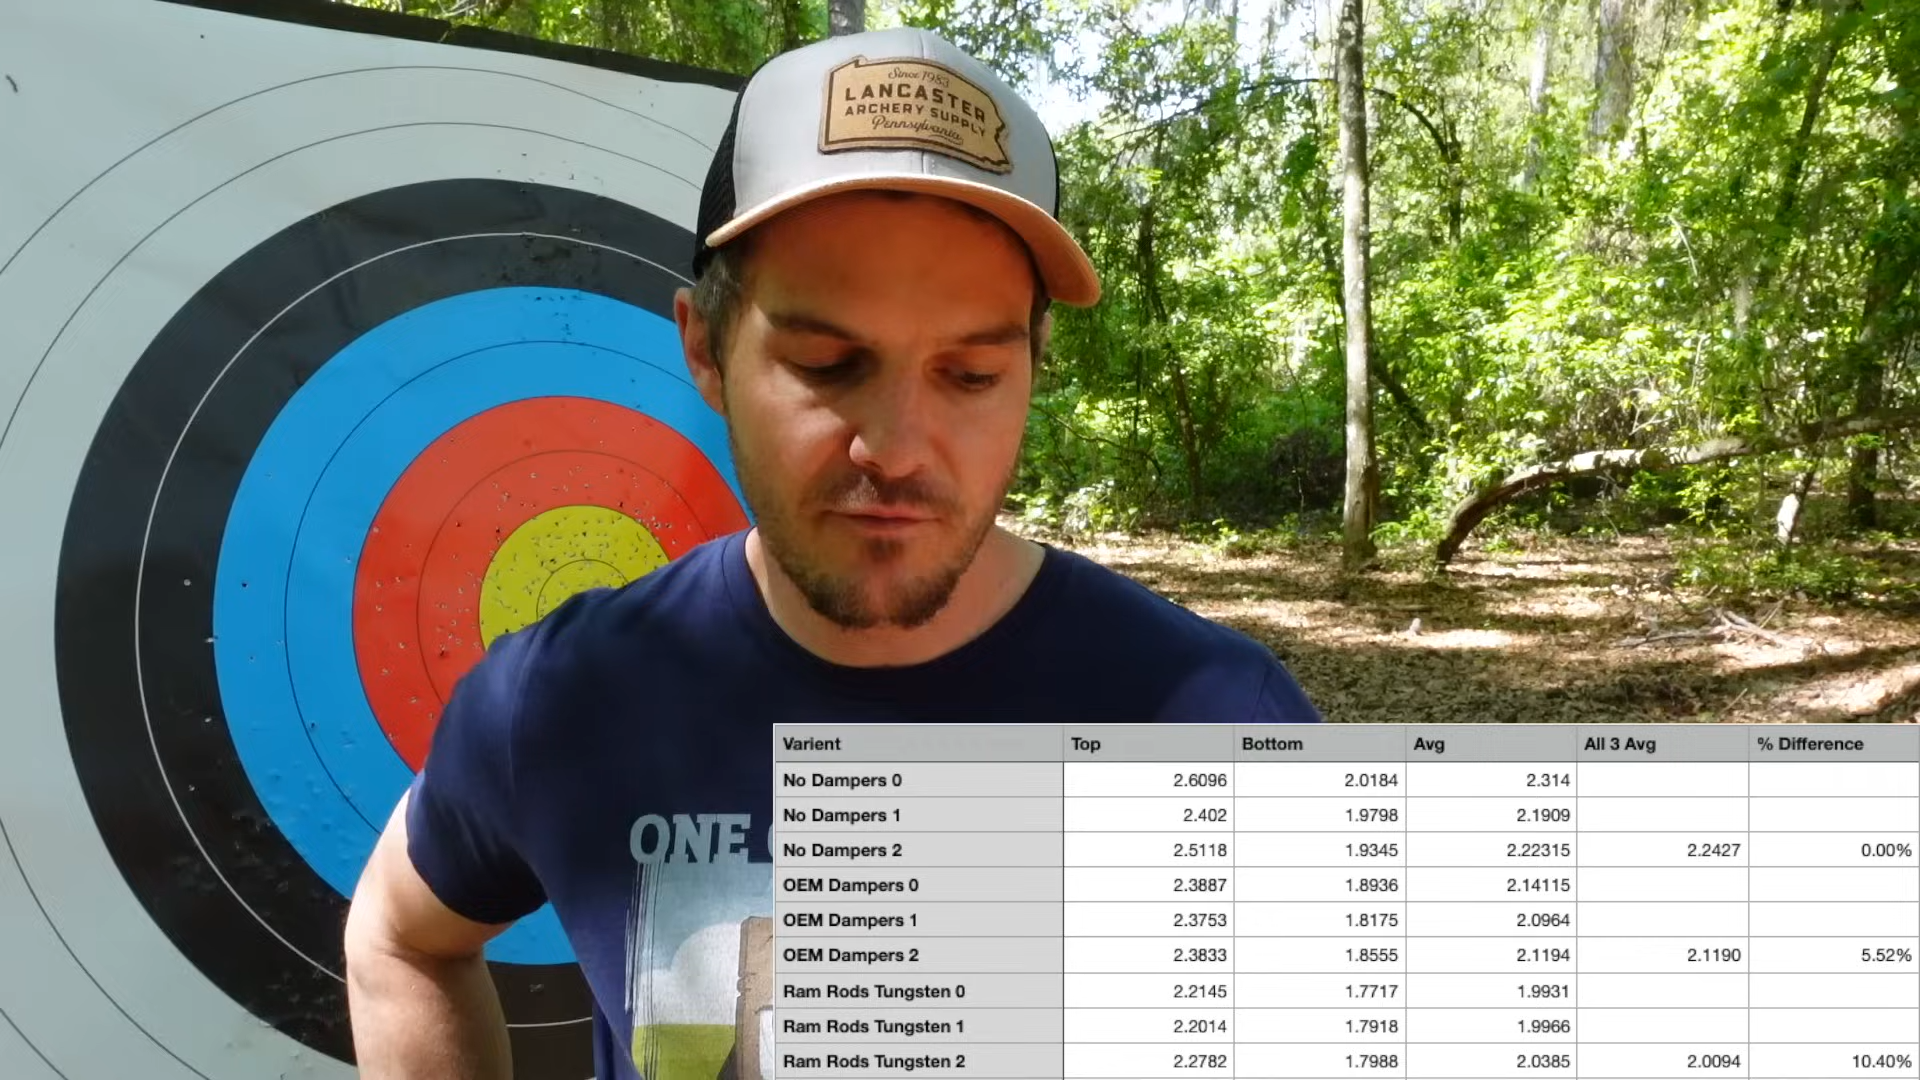 Since 1983
LANCASTER
ARCHERY SUPPLY
Pennsylvania
ONE
Varient Top Bottom Avg All 3 Avg % Difference
No Dampers 0 2.6096 2.0184 2.314
No Dampers 1 2.402 1.9798 2.1909
No Dampers 2 2.5118 1.9345 2.22315 2.2427 0.00%
OEM Dampers 0 2.3887 1.8936 2.14115
OEM Dampers 1 2.3753 1.8175 2.0964
OEM Dampers 2 2.3833 1.8555 2.1194 2.1190 5.52%
Ram Rods Tungsten 0 2.2145 1.7717 1.9931
Ram Rods Tungsten 1 2.2014 1.7918 1.9966
Ram Rods Tungsten 2 2.2782 1.7988 2.0385 2.0094 10.40%